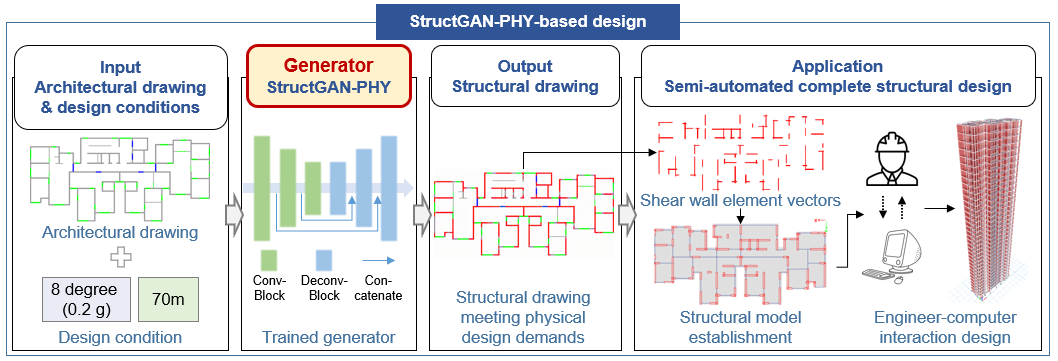 StructGAN-PHY-based design
Input
Architectural drawing
& design conditions
Architectural drawing
8 degree
(0.2 g)
70m
Design condition
Generator
StructGAN-PHY
Conv-
Block
Deconv-
Block
Con-
catenate
Trained generator
Output
Structural drawing
Structural drawing
meeting physical
design demands
Application
Semi-automated complete structural design
Shear wall element vectors
Structural model
establishment
Engineer-computer
interaction design